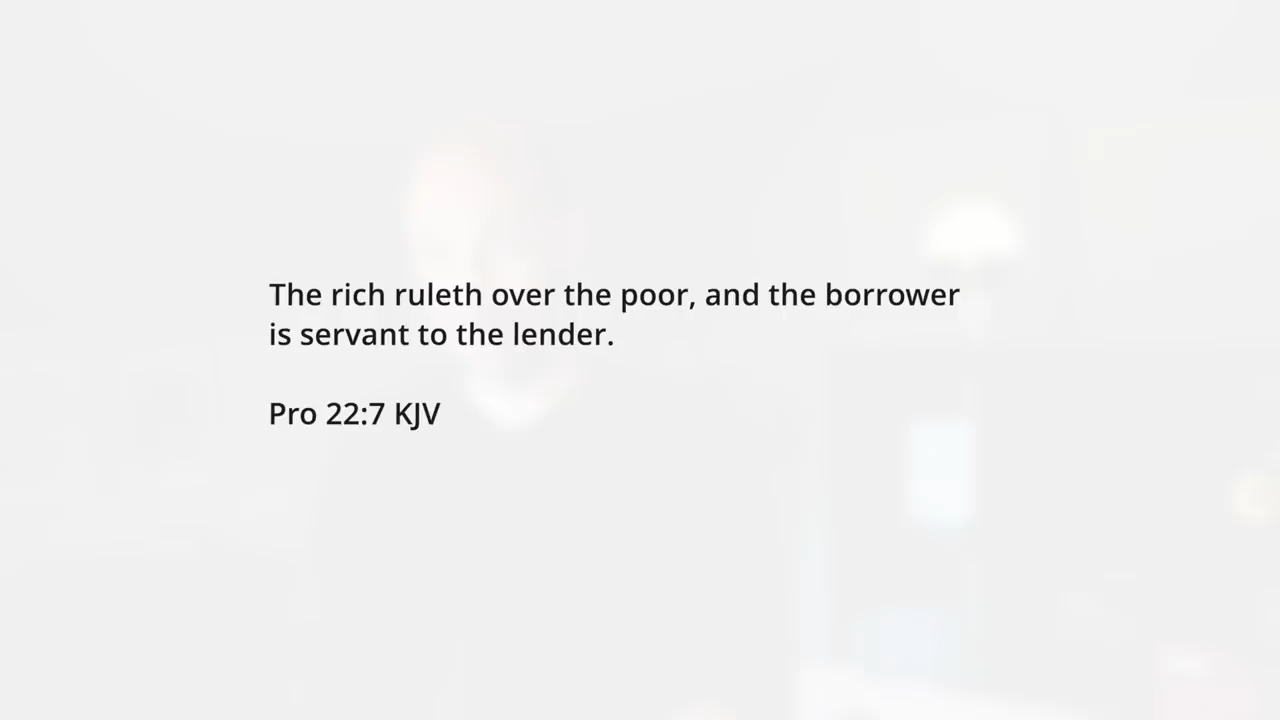 The rich ruleth over the poor, and the borrower
is servant to the lender.
Pro 22:7 KJV